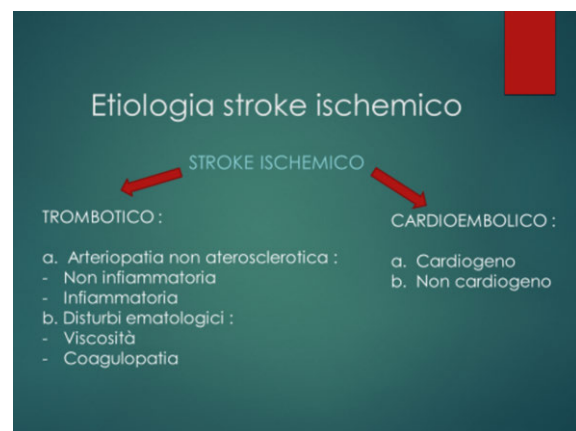 Etiologia stroke ischemico
STROKE ISCHEMICO
TROMBOTICO :
a. Arteriopatia non aterosclerotica :
- Non infiammatoria
- Infiammatoria
b. Disturbi ematologici :
- Viscosità
- Coagulopatia
CARDIOEMBOLICO :
a. Cardiogeno
b. Non cardiogeno